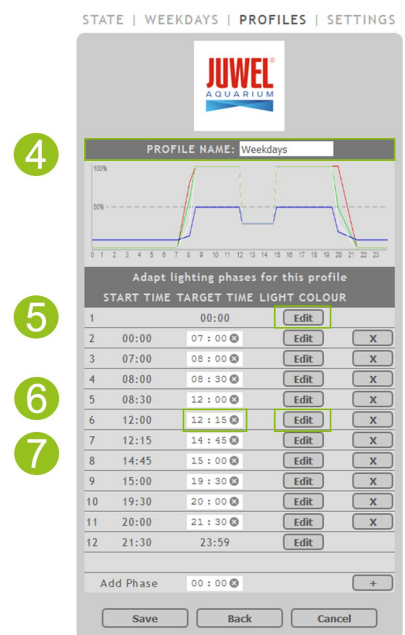 STATE | WEEKDAYS | PROFILES | SETTINGS
JUWEL
AQUARIUM
4
PROFILE NAME: Weekdays
100%
50%
0 1 2 3 4 5 6 7 8 9 10 11 12 13 14 15 16 17 18 19 20 21 22 23
Adapt lighting phases for this profile
START TIME TARGET TIME LIGHT COLOUR
5
1 00:00 Edit
2 00:00 07:00 Edit X
3 07:00 08:00 Edit X
4 08:00 08:30 Edit X
6
5 08:30 12:00 Edit X
6 12:00 12:15 Edit X
7
7 12:15 14:45 Edit X
8 14:45 15:00 Edit X
9 15:00 19:30 Edit X
10 19:30 20:00 Edit X
11 20:00 21:30 Edit X
12 21:30 23:59 Edit
Add Phase 00:00 +
Save Back Cancel